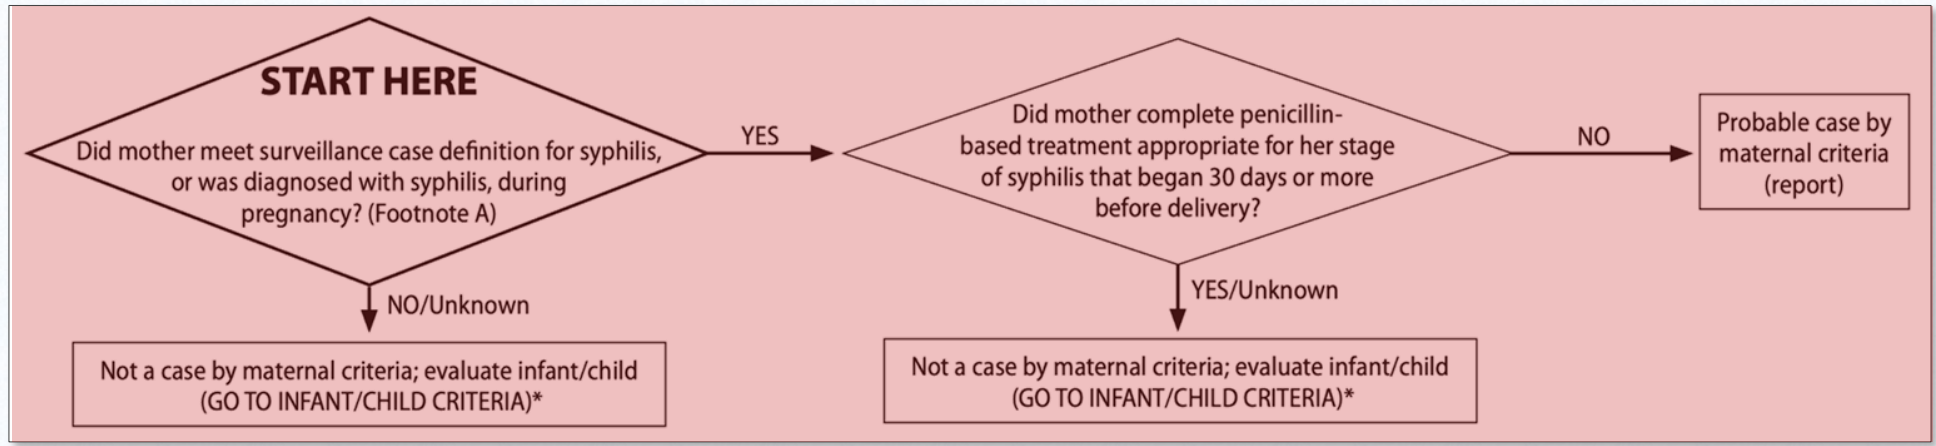 START HERE
Did mother meet surveillance case definition for syphilis,
or was diagnosed with syphilis, during
pregnancy? (Footnote A)
YES
Did mother complete penicillin-
based treatment appropriate for her stage
of syphilis that began 30 days or more
before delivery?
NO
Probable case by
maternal criteria
(report)
NO/Unknown
YES/Unknown
Not a case by maternal criteria; evaluate infant/child
(GO TO INFANT/CHILD CRITERIA)*
Not a case by maternal criteria; evaluate infant/child
(GO TO INFANT/CHILD CRITERIA)*